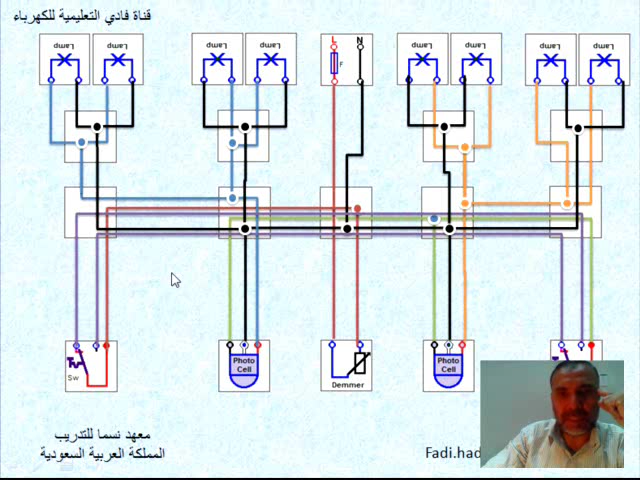 قناة فادي التعليمية للكهرباء
Lamp Lamp Lamp Lamp L N Lamp Lamp Lamp Lamp
F
Sw
Photo Cell
Demmer
Photo Cell
معهد نسما للتدريب
المملكة العربية السعودية
Fadi.had